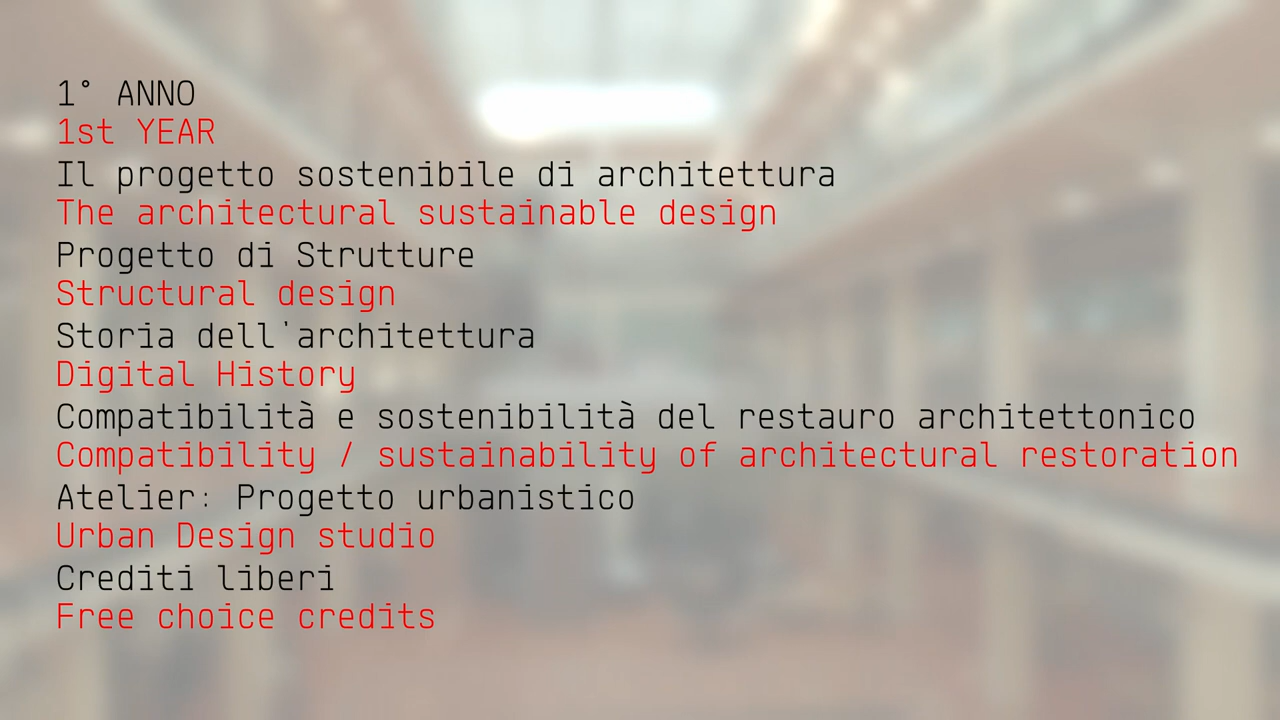 1° ANNO
1st YEAR
Il progetto sostenibile di architettura
The architectural sustainable design
Progetto di Strutture
Structural design
Storia dell'architettura
Digital History
Compatibilità e sostenibilità del restauro architettonico
Compatibility / sustainability of architectural restoration
Atelier: Progetto urbanistico
Urban Design studio
Crediti liberi
Free choice credits